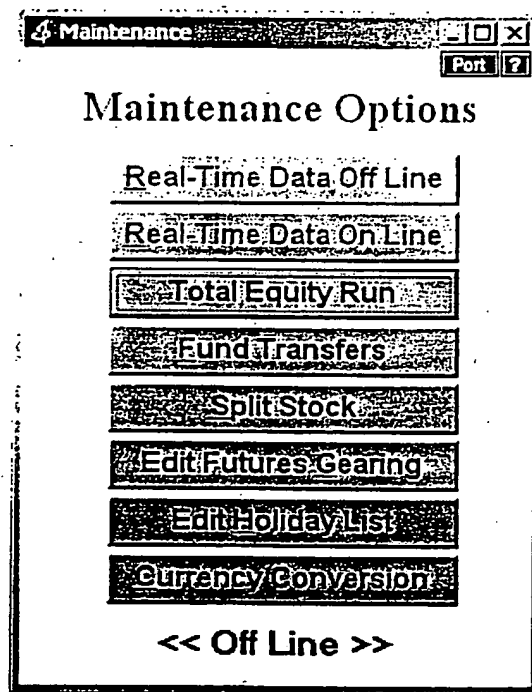 Maintenance
Port ?
Maintenance Options
Real-Time Data Off Line
Real-Time Data On Line
Total Equity Run
Fund Transfers
Split Stock
Edit Futures Gearing
Edit Holiday List
Currency Conversion
<< Off Line >>